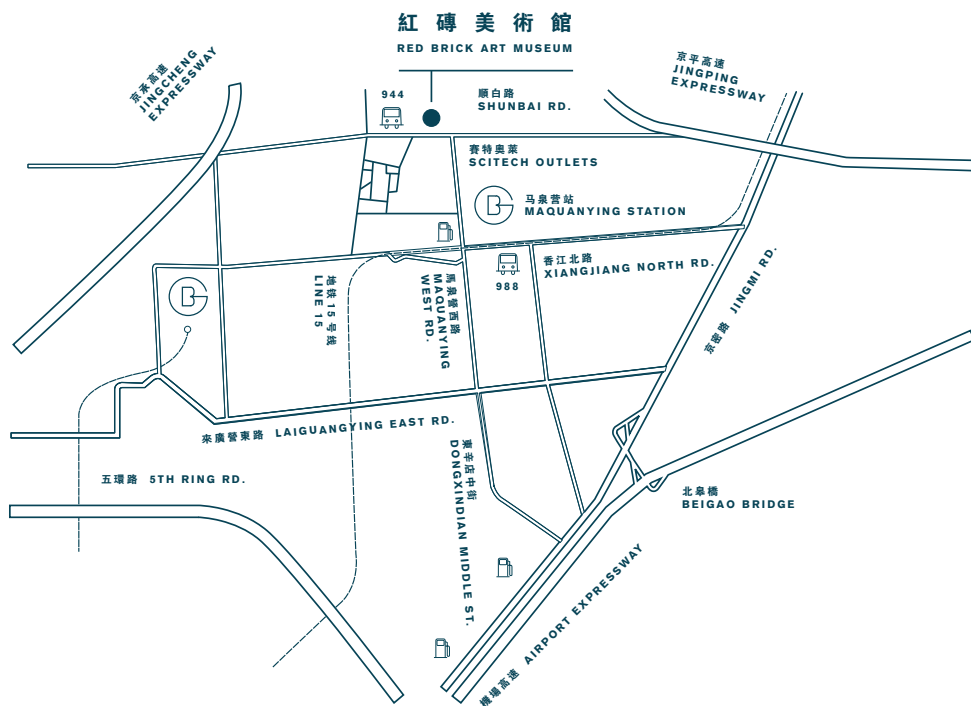 紅磚美術館
RED BRICK ART MUSEUM
京承高速
JINGCHENG
EXPRESSWAY
944
順白路
SHUNBAI RD.
京平高速
JINGPING
EXPRESSWAY
賽特奧萊
SCITECH OUTLETS
马泉营站
MAQUANYING STATION
香江北路
XIANGJIANG NORTH RD.
988
地铁15号线
LINE 15
馬泉營西路
MAQUANYING
WEST RD.
京密路 JINGMI RD.
來廣營東路 LAIGUANGYING EAST RD.
東辛店中街
DONGXINDIAN MIDDLE ST.
五環路 5TH RING RD.
北皋橋
BEIGAO BRIDGE
機場高速 AIRPORT EXPRESSWAY